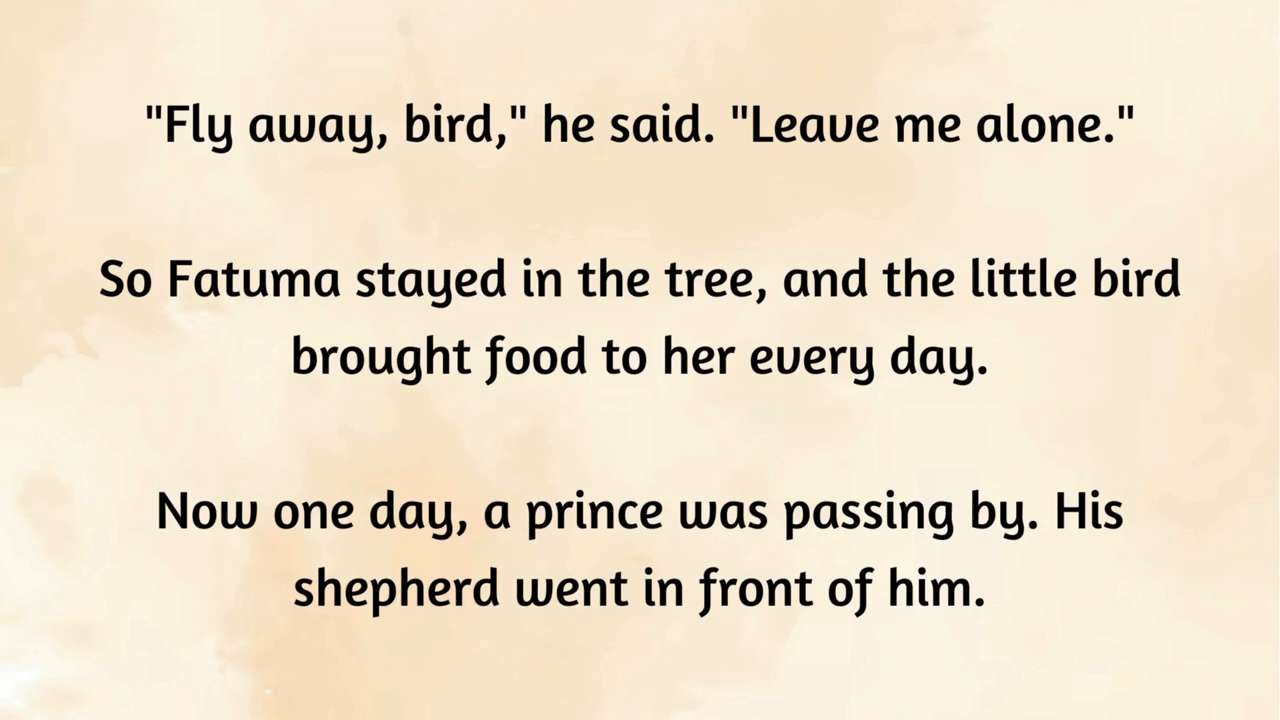 "Fly away, bird," he said. "Leave me alone."
So Fatuma stayed in the tree, and the little bird
brought food to her every day.
Now one day, a prince was passing by. His
shepherd went in front of him.